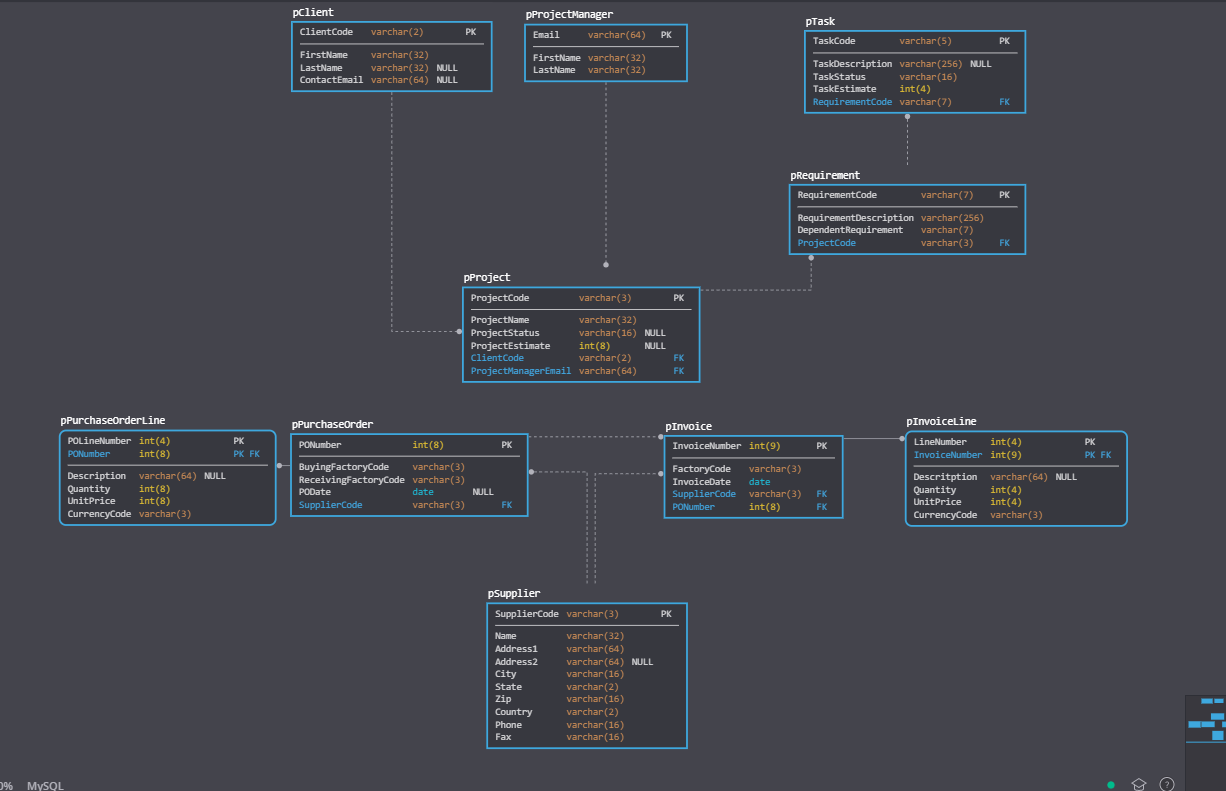 pClient
ClientCode varchar(2) PK
FirstName varchar(32)
LastName varchar(32) NULL
ContactEmail varchar(64) NULL
pProjectManager
Email varchar(64) PK
FirstName varchar(32)
LastName varchar(32)
pTask
TaskCode varchar(5) PK
TaskDescription varchar(256) NULL
TaskStatus varchar(16)
TaskEstimate int(4)
RequirementCode varchar(7) FK
pRequirement
RequirementCode varchar(7) PK
RequirementDescription varchar(256)
DependentRequirement varchar(7)
ProjectCode varchar(3) FK
pProject
ProjectCode varchar(3) PK
ProjectName varchar(32)
ProjectStatus varchar(16) NULL
ProjectEstimate int(8) NULL
ClientCode varchar(2) FK
ProjectManagerEmail varchar(64) FK
pPurchaseOrderLine
POLineNumber int(4) PK
PONumber int(8) PK FK
Description varchar(64) NULL
Quantity int(8)
UnitPrice int(8)
CurrencyCode varchar(3)
pPurchaseOrder
PONumber int(8) PK
BuyingFactoryCode varchar(3)
ReceivingFactoryCode varchar(3)
PODate date NULL
SupplierCode varchar(3) FK
pInvoice
InvoiceNumber int(9) PK
FactoryCode varchar(3)
InvoiceDate date
SupplierCode varchar(3) FK
PONumber int(8) FK
pInvoiceLine
LineNumber int(4) PK
InvoiceNumber int(9) PK FK
Descritption varchar(64) NULL
Quantity int(4)
UnitPrice int(4)
CurrencyCode varchar(3)
pSupplier
SupplierCode varchar(3) PK
Name varchar(32)
Address1 varchar(64)
Address2 varchar(64) NULL
City varchar(16)
State varchar(2)
Zip varchar(16)
Country varchar(2)
Phone varchar(16)
Fax varchar(16)
0% MySQL
?